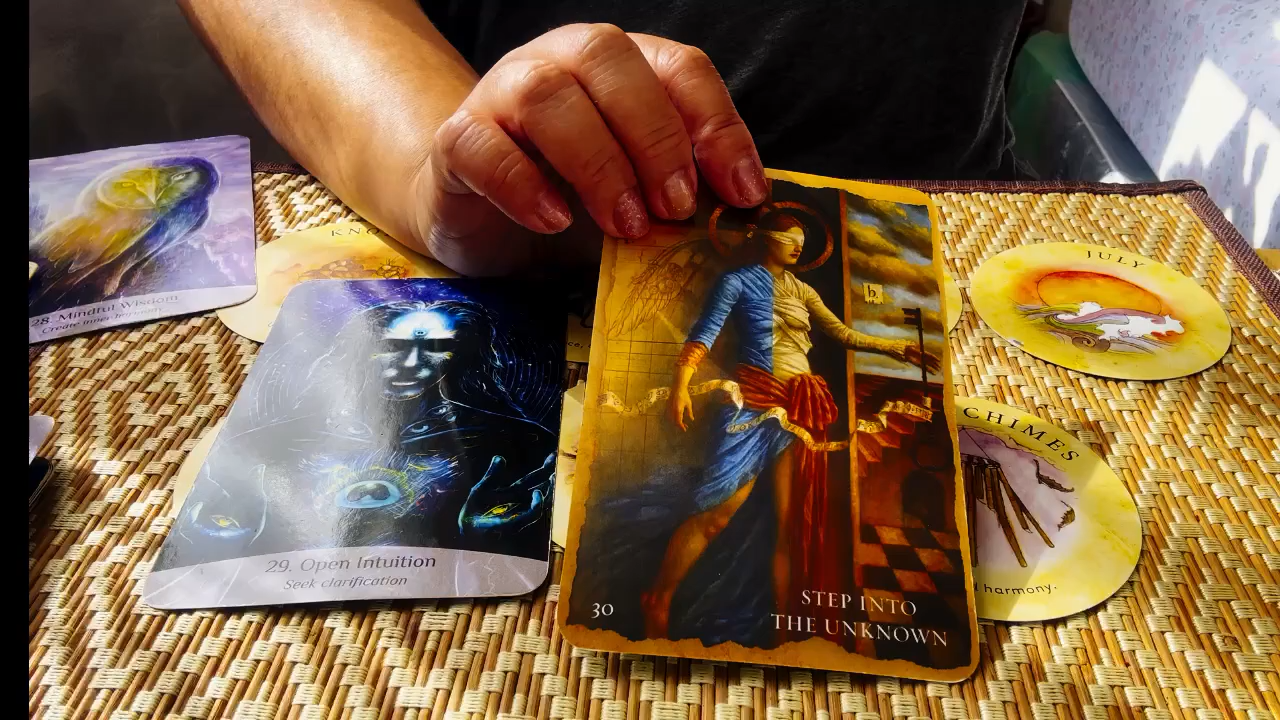 28. Mindful Wisdom
Create inner harmony
KNO
29. Open Intuition
Seek clarification
30
STEP INTO
THE UNKNOWN
JULY
CHIMES
harmony.